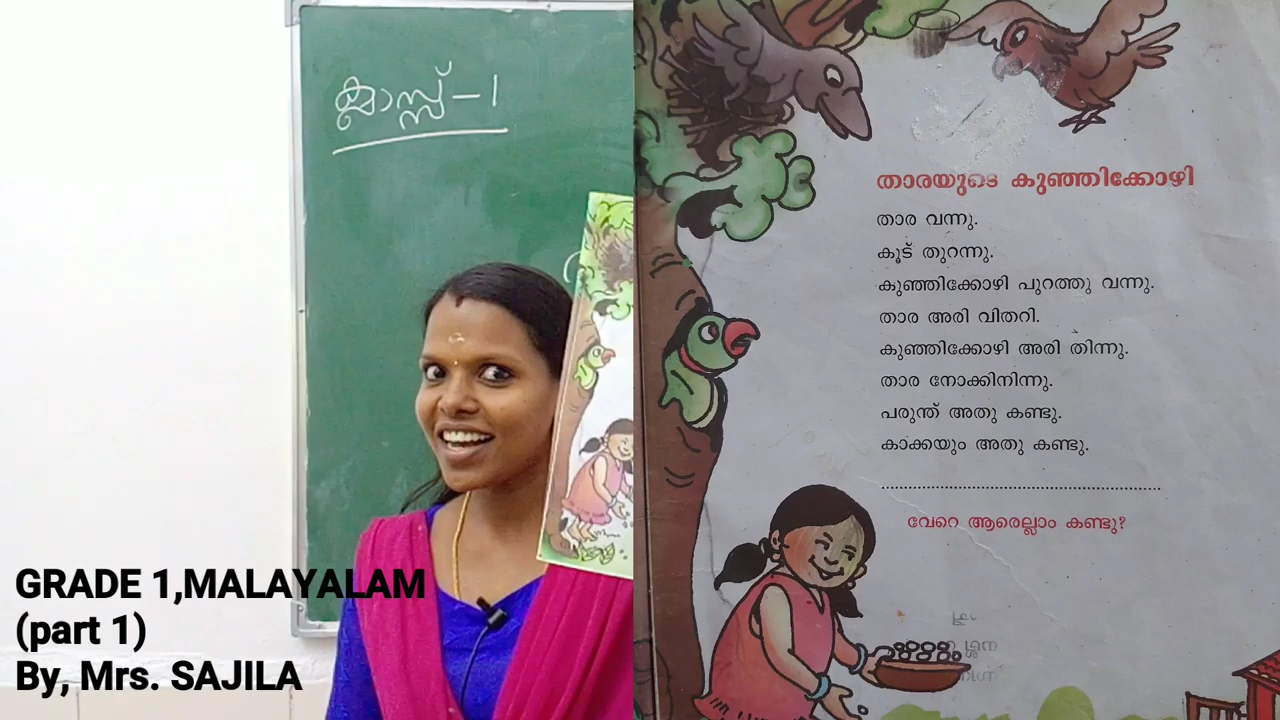 ക്ലാസ്സ് - 1
GRADE 1,MALAYALAM
(part 1)
By, Mrs. SAJILA
താരയുടെ കുഞ്ഞിക്കോഴി
താര വന്നു.
കൂട് തുറന്നു.
കുഞ്ഞിക്കോഴി പുറത്തു വന്നു.
താര അരി വിതറി.
കുഞ്ഞിക്കോഴി അരി തിന്നു.
താര നോക്കിനിന്നു.
പരുന്ത് അതു കണ്ടു.
കാക്കയും അതു കണ്ടു.
വേറെ ആരെല്ലാം കണ്ടു?